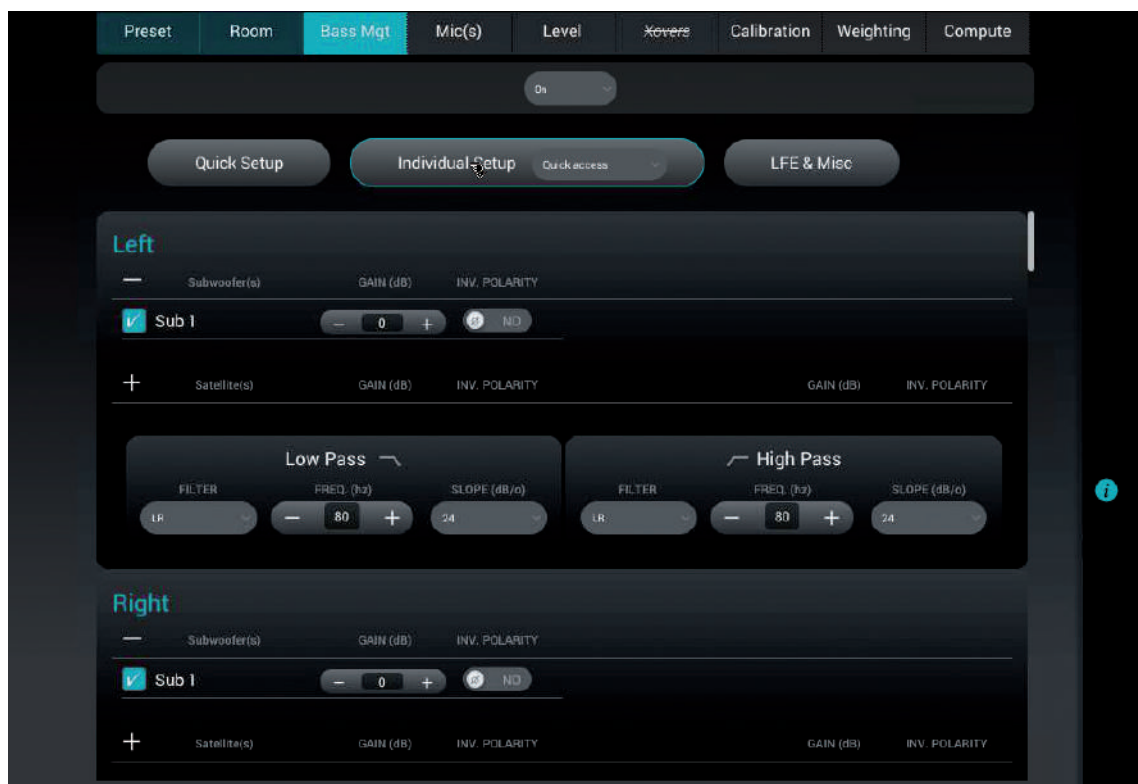 Preset Room Bass Mgt Mic(s) Level Xovers Calibration Weighting Compute
On
Quick Setup Individual Setup Quick access LFE & Misc
Left
Subwoofer(s) GAIN (dB) INV. POLARITY
Sub 1 − 0 + Ø NO
+ Satellite(s) GAIN (dB) INV. POLARITY GAIN (dB) INV. POLARITY
Low Pass High Pass
FILTER FREQ. (hz) SLOPE (dB/o) FILTER FREQ. (hz) SLOPE (dB/o)
LR − 80 + 24 LR − 80 + 24
i
Right
Subwoofer(s) GAIN (dB) INV. POLARITY
Sub 1 − 0 + Ø NO
+ Satellite(s) GAIN (dB) INV. POLARITY GAIN (dB) INV. POLARITY